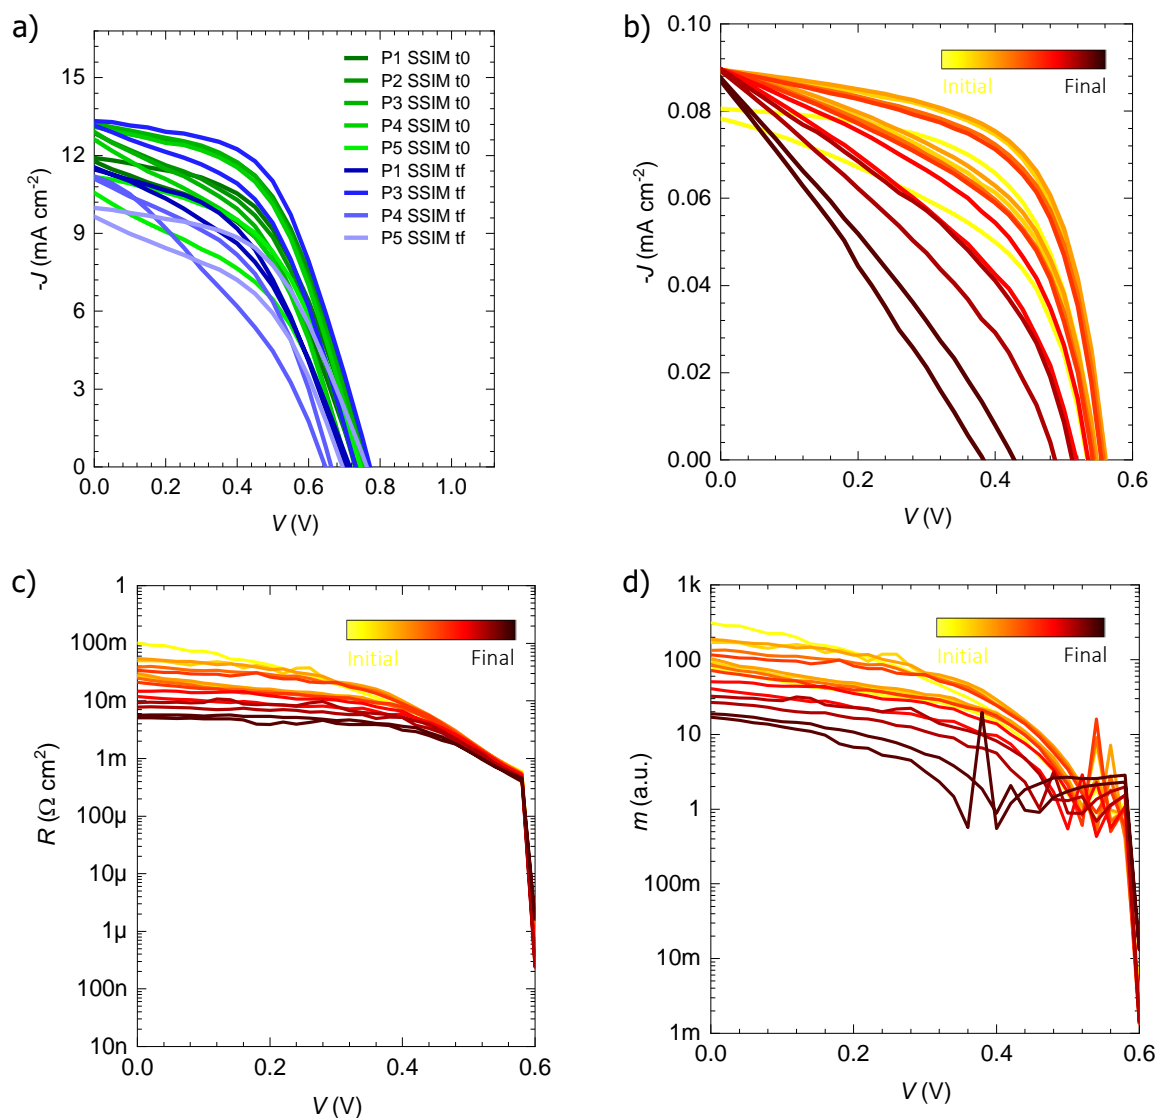 a)
15
12
9
6
3
0
-J (mA cm-2)
P1 SSIM t0
P2 SSIM t0
P3 SSIM t0
P4 SSIM t0
P5 SSIM t0
P1 SSIM tf
P3 SSIM tf
P4 SSIM tf
P5 SSIM tf
0.0 0.2 0.4 0.6 0.8 1.0
V (V)
b)
0.10
0.08
0.06
0.04
0.02
0.00
-J (mA cm-2)
Initial Final
0.0 0.2 0.4 0.6
V (V)
c)
1
100m
10m
1m
100µ
10µ
1µ
100n
10n
R (Ω cm2)
Initial Final
0.0 0.2 0.4 0.6
V (V)
d)
1k
100
10
1
100m
10m
1m
m (a.u.)
Initial Final
0.0 0.2 0.4 0.6
V (V)